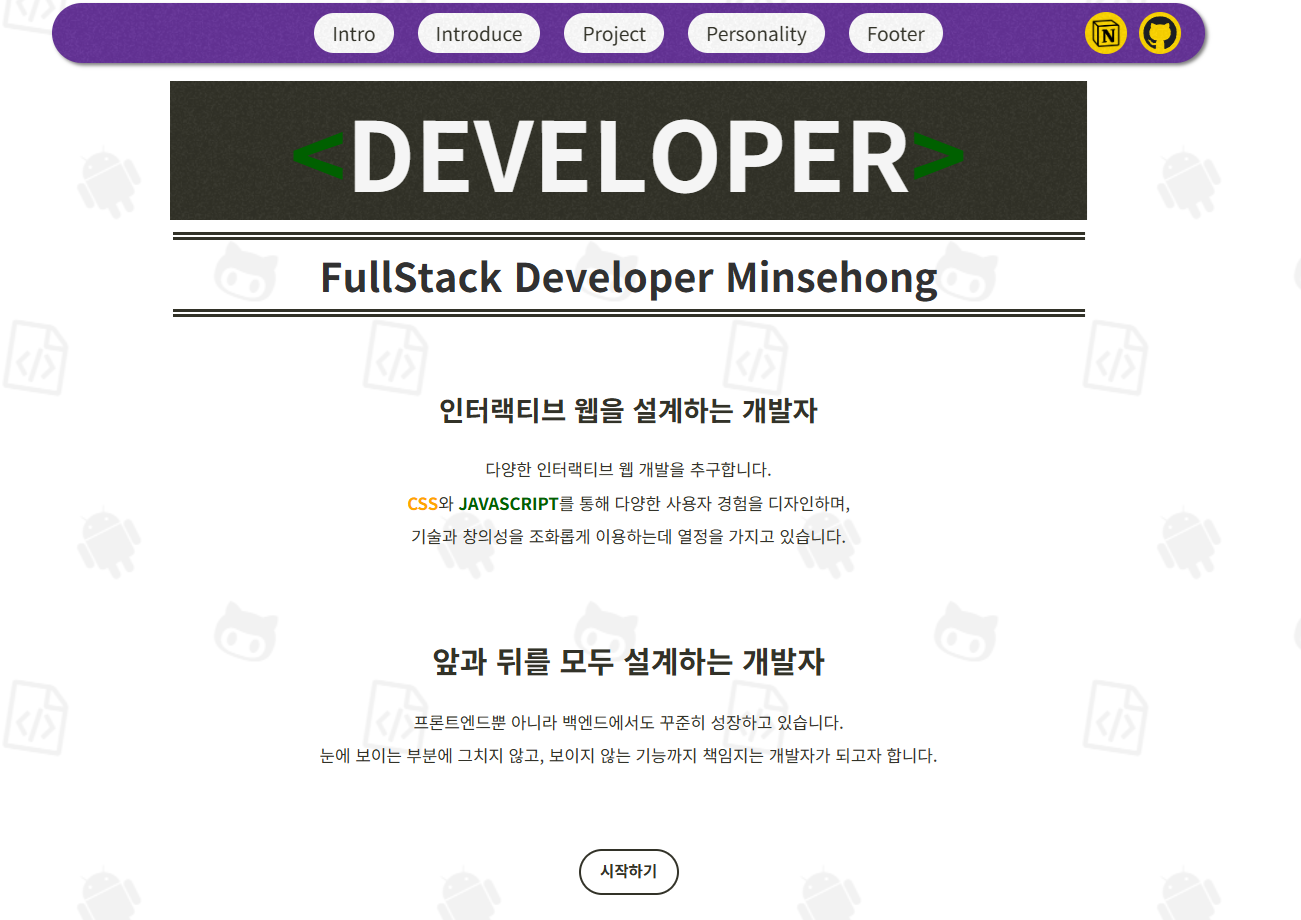 Intro Introduce Project Personality Footer N
<DEVELOPER>
FullStack Developer Minsehong
인터랙티브 웹을 설계하는 개발자
다양한 인터랙티브 웹 개발을 추구합니다.
CSS와 JAVASCRIPT를 통해 다양한 사용자 경험을 디자인하며,
기술과 창의성을 조화롭게 이용하는데 열정을 가지고 있습니다.
앞과 뒤를 모두 설계하는 개발자
프론트엔드뿐 아니라 백엔드에서도 꾸준히 성장하고 있습니다.
눈에 보이는 부분에 그치지 않고, 보이지 않는 기능까지 책임지는 개발자가 되고자 합니다.
시작하기